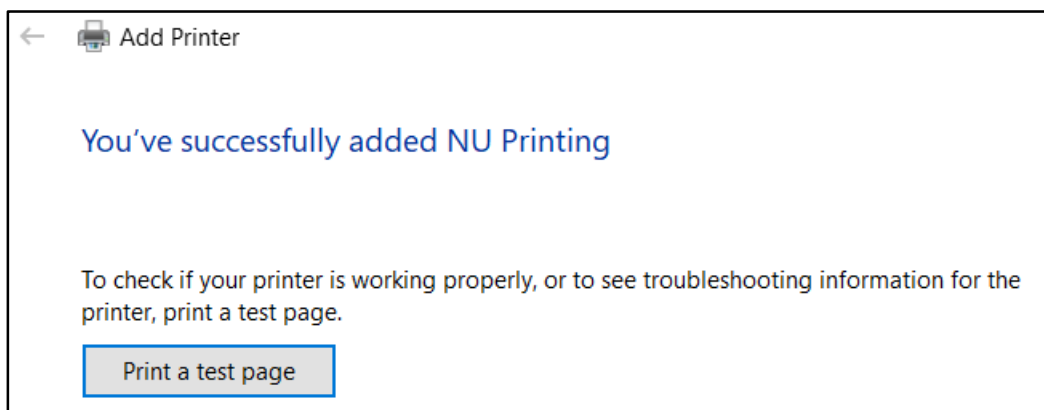 Add Printer
You’ve successfully added NU Printing
To check if your printer is working properly, or to see troubleshooting information for the
printer, print a test page.
Print a test page